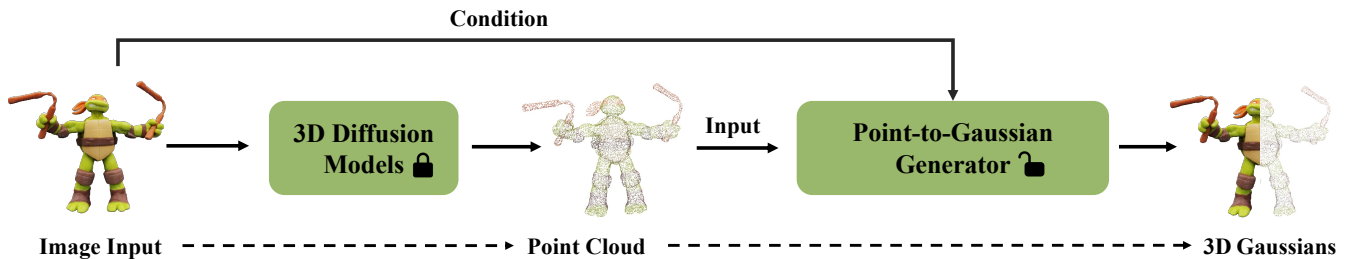 Condition
3D Diffusion
Models
Input
Point-to-Gaussian
Generator
Image Input
Point Cloud
3D Gaussians